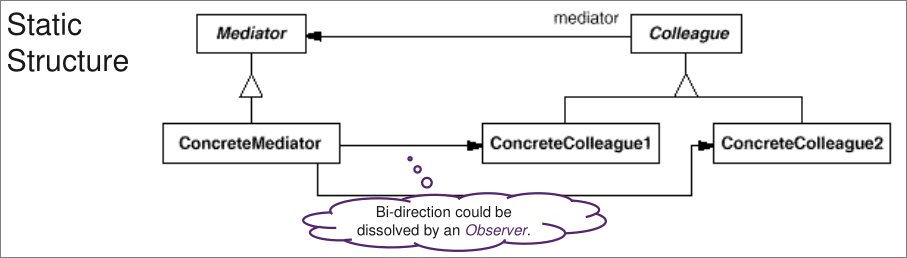 Static
Structure
Mediator
mediator
Colleague
ConcreteMediator
ConcreteColleague1
ConcreteColleague2
Bi-direction could be
dissolved by an Observer.